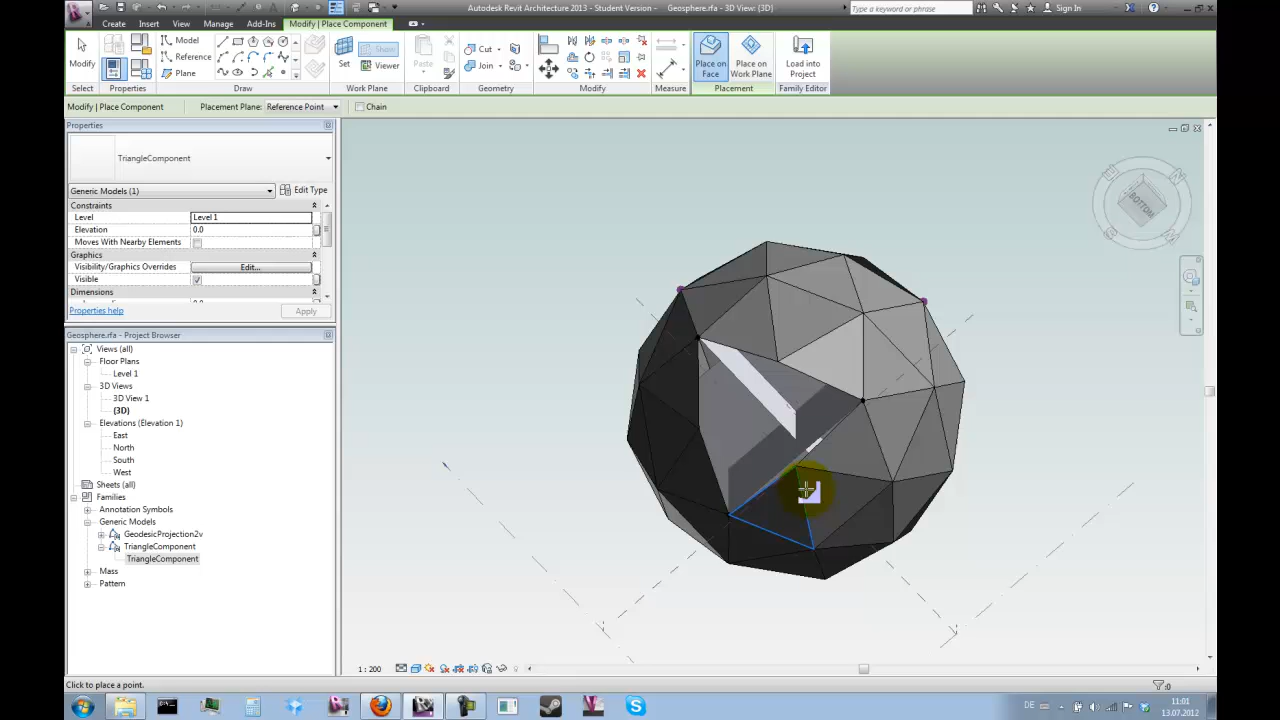 Autodesk Revit Architecture 2013 - Student Version - Geosphere.rfa - 3D View: {3D}
Type a keyword or phrase
Sign In
Create
Insert
View
Manage
Add-Ins
Modify | Place Component
Modify
Model
Reference
Plane
Set
Show
Viewer
Paste
Cut
Join
Place on Face
Place on Work Plane
Load into Project
Select
Properties
Draw
Work Plane
Clipboard
Geometry
Modify
Measure
Placement
Family Editor
Modify | Place Component
Placement Plane: Reference Point
Chain
Properties
TriangleComponent
Generic Models (1)
Edit Type
Constraints
Level
Level 1
Elevation
0.0
Moves With Nearby Elements
Graphics
Visibility/Graphics Overrides
Edit...
Visible
Dimensions
Properties help
Apply
Geosphere.rfa - Project Browser
Views (all)
Floor Plans
Level 1
3D Views
3D View 1
{3D}
Elevations (Elevation 1)
East
North
South
West
Sheets (all)
Families
Annotation Symbols
Generic Models
GeodesicProjection2v
TriangleComponent
TriangleComponent
Mass
Pattern
BOTTOM
1 : 200
Click to place a point.
:0
DE
11:01
13.07.2012